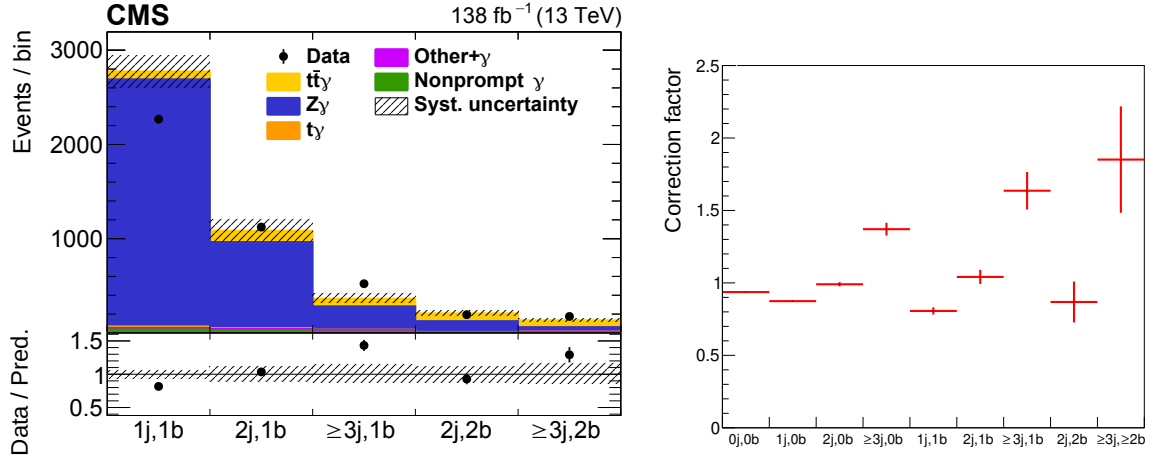 CMS
138 fb⁻¹ (13 TeV)
Events / bin
3000
2000
1000
Data
tt̄γ
Zγ
tγ
Other+γ
Nonprompt γ
Syst. uncertainty
Data / Pred.
1.5
1
0.5
1j,1b 2j,1b ≥3j,1b 2j,2b ≥3j,2b
Correction factor
2.5
2
1.5
1
0.5
0
0j,0b 1j,0b 2j,0b ≥3j,0b 1j,1b 2j,1b ≥3j,1b 2j,2b ≥3j,≥2b